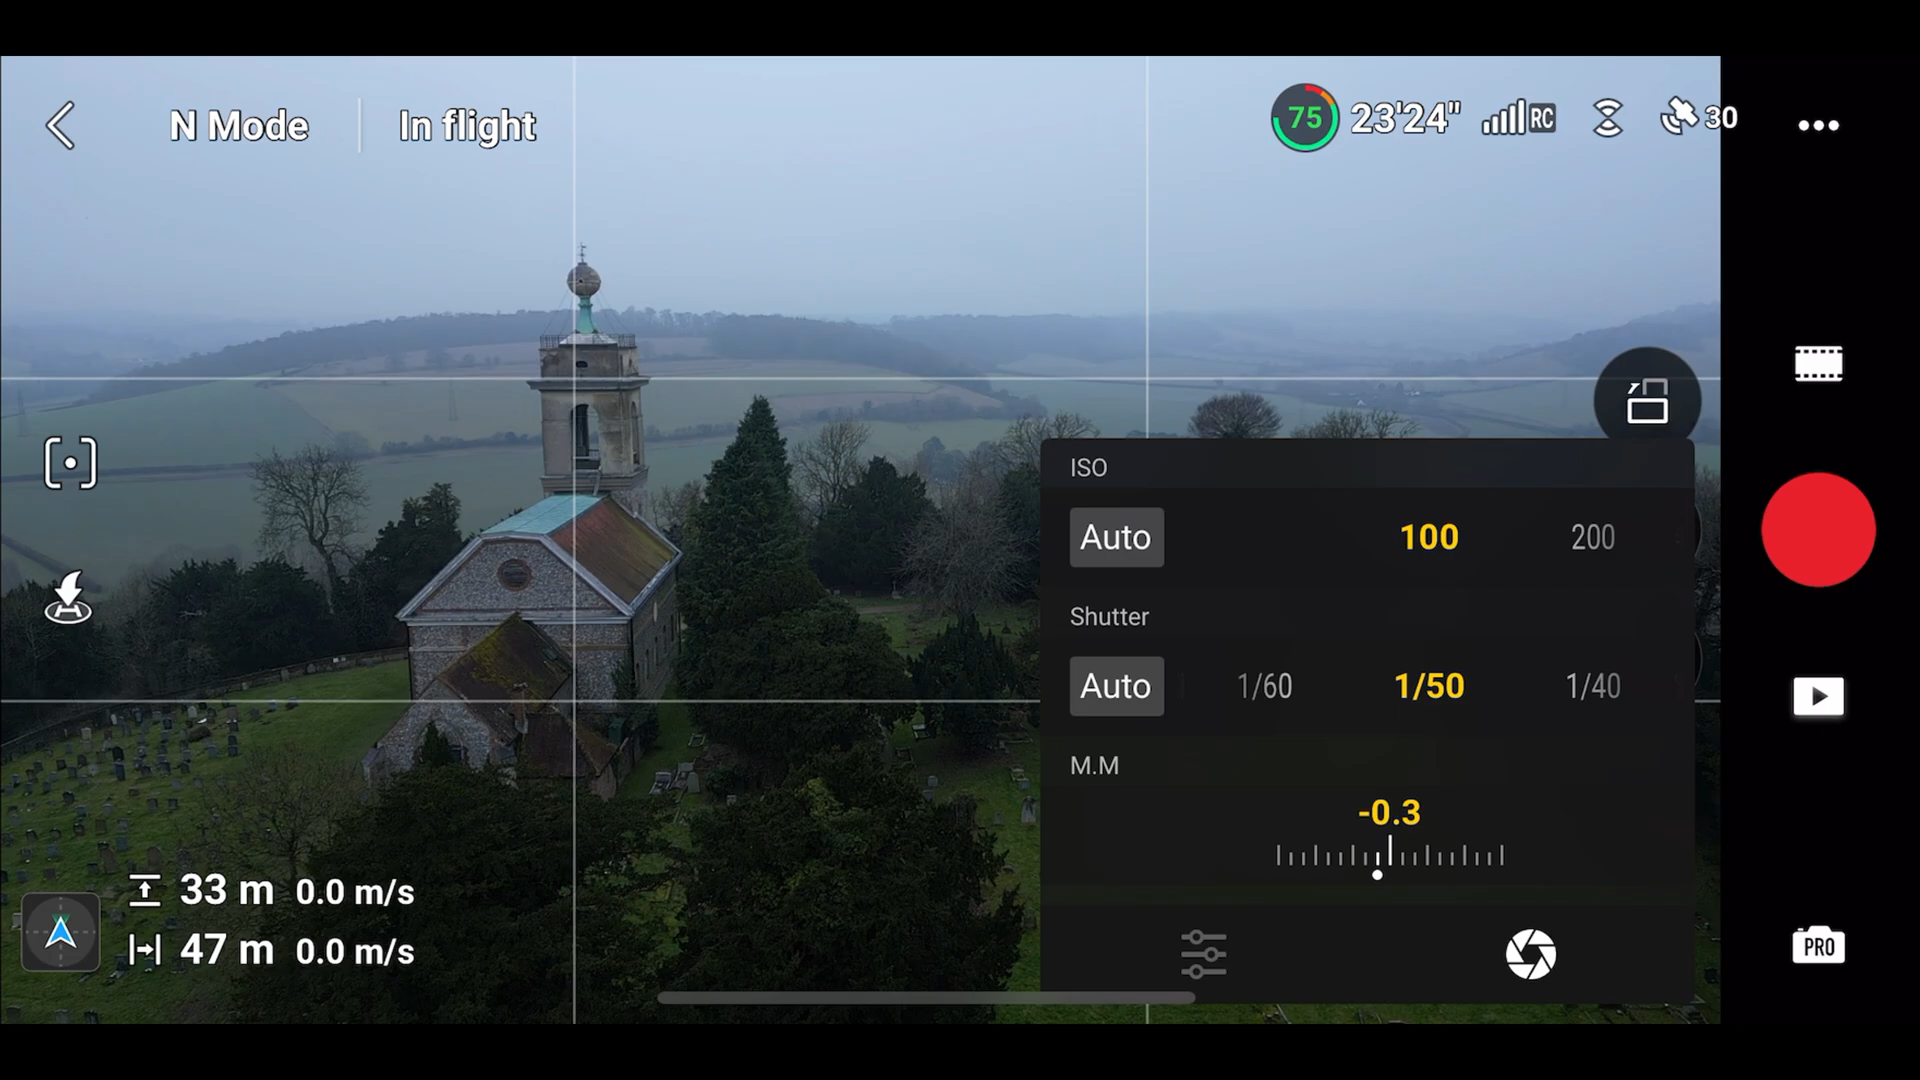 N Mode In flight 75 23'24" RC 30
ISO
Auto 100 200
Shutter
Auto 1/60 1/50 1/40
M.M
-0.3
33 m 0.0 m/s
47 m 0.0 m/s
PRO